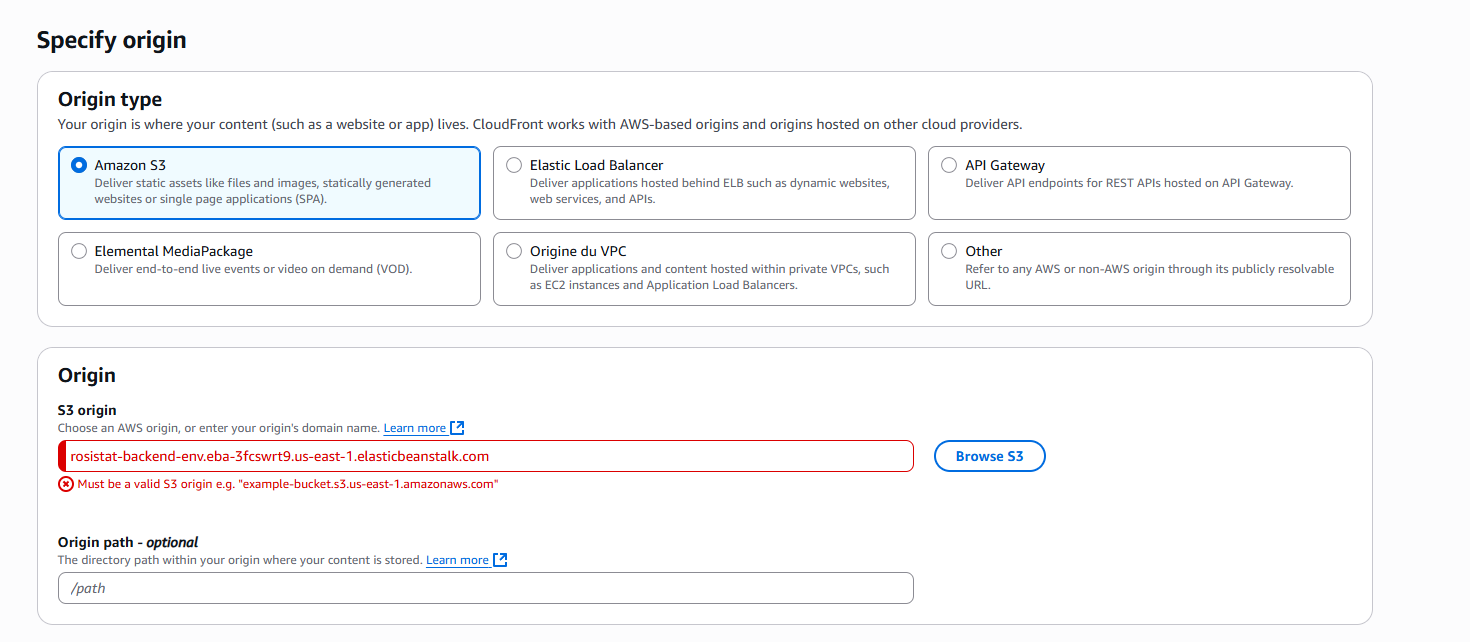 Specify origin
Origin type
Your origin is where your content (such as a website or app) lives. CloudFront works with AWS-based origins and origins hosted on other cloud providers.
Amazon S3
Deliver static assets like files and images, statically generated
websites or single page applications (SPA).
Elastic Load Balancer
Deliver applications hosted behind ELB such as dynamic websites,
web services, and APIs.
API Gateway
Deliver API endpoints for REST APIs hosted on API Gateway.
Elemental MediaPackage
Deliver end-to-end live events or video on demand (VOD).
Origine du VPC
Deliver applications and content hosted within private VPCs, such
as EC2 instances and Application Load Balancers.
Other
Refer to any AWS or non-AWS origin through its publicly resolvable
URL.
Origin
S3 origin
Choose an AWS origin, or enter your origin's domain name. Learn more
rosistat-backend-env.eba-3fcswrt9.us-east-1.elasticbeanstalk.com
Browse S3
Must be a valid S3 origin e.g. "example-bucket.s3.us-east-1.amazonaws.com"
Origin path - optional
The directory path within your origin where your content is stored. Learn more
/path